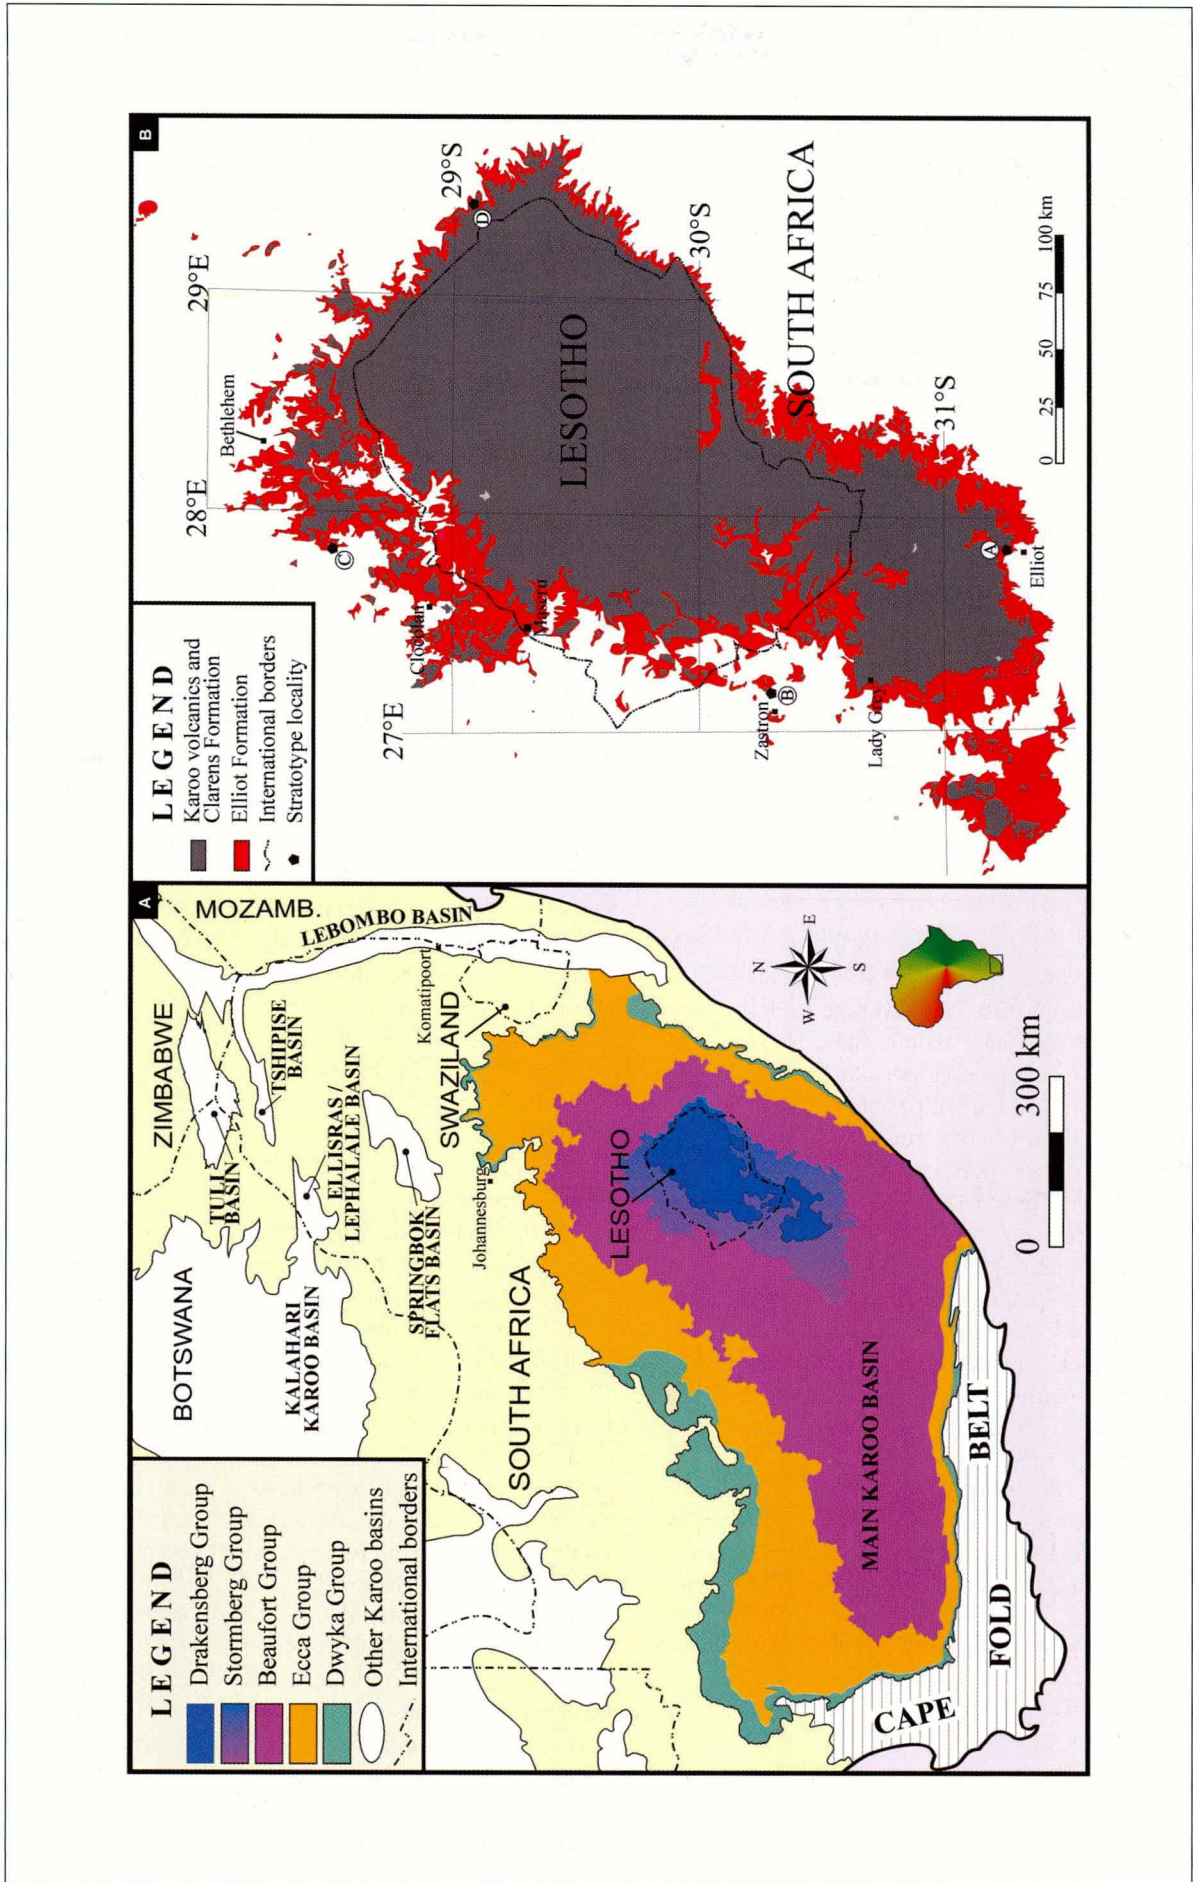 A
LEGEND
Drakensberg Group
Stormberg Group
Beaufort Group
Ecca Group
Dwyka Group
Other Karoo basins
International borders
BOTSWANA
ZIMBABWE
MOZAMB.
TULI
BASIN
TSHIPISE
BASIN
KALAHARI
KAROO BASIN
ELLISRAS /
LEPHALALE BASIN
LEBOMBO BASIN
SPRINGBOK
FLATS BASIN
Komatipoort
SWAZILAND
Johannesburg
SOUTH AFRICA
LESOTHO
MAIN KAROO BASIN
CAPE
FOLD
BELT
N
W
E
S
0
300 km
B
LEGEND
Karoo volcanics and
Clarens Formation
Elliot Formation
International borders
Stratotype locality
27°E
28°E
29°E
Bethlehem
C
Clocolan
Maseru
29°S
D
LESOTHO
30°S
Zastron
B
Lady Grey
SOUTH AFRICA
31°S
A
Elliot
0
25
50
75
100 km